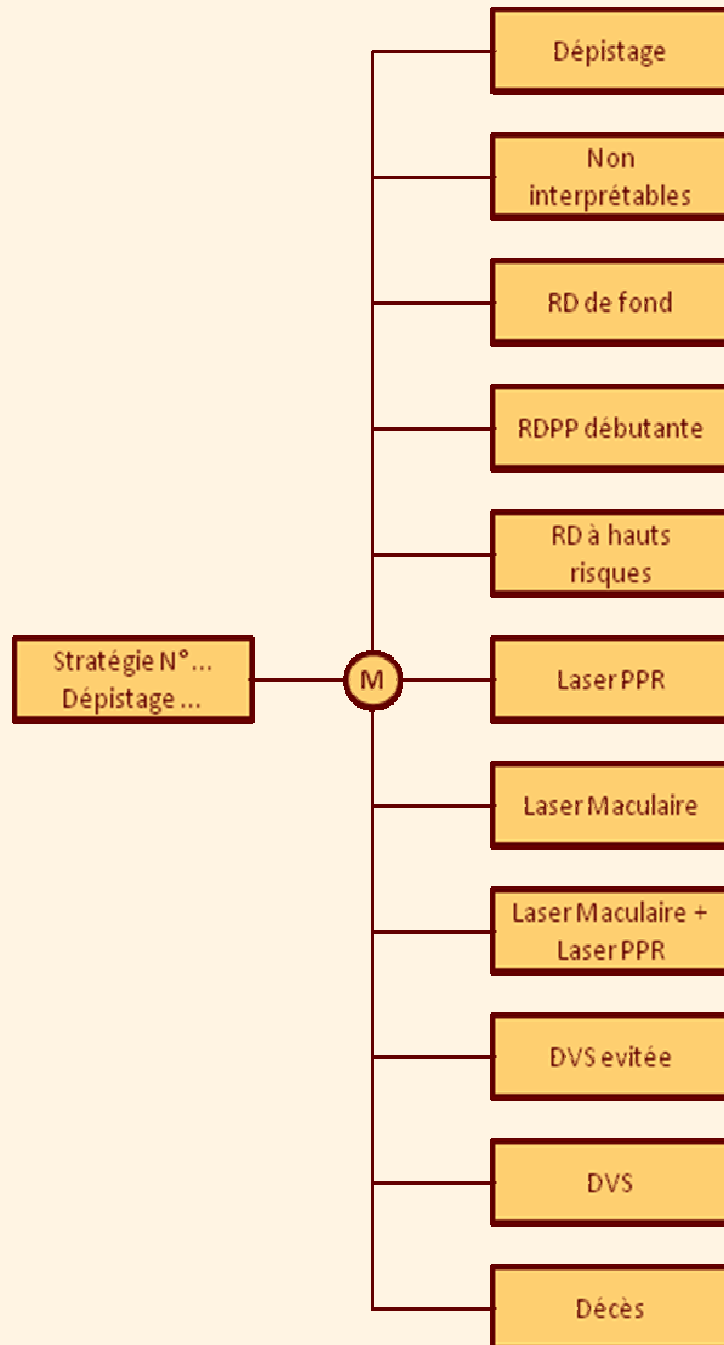 Dépistage
Non
interprétables
RD de fond
RDPP débutante
RD à hauts
risques
Stratégie N° ...
Dépistage ...
M
Laser PPR
Laser Maculaire
Laser Maculaire +
Laser PPR
DVS evitée
DVS
Décès